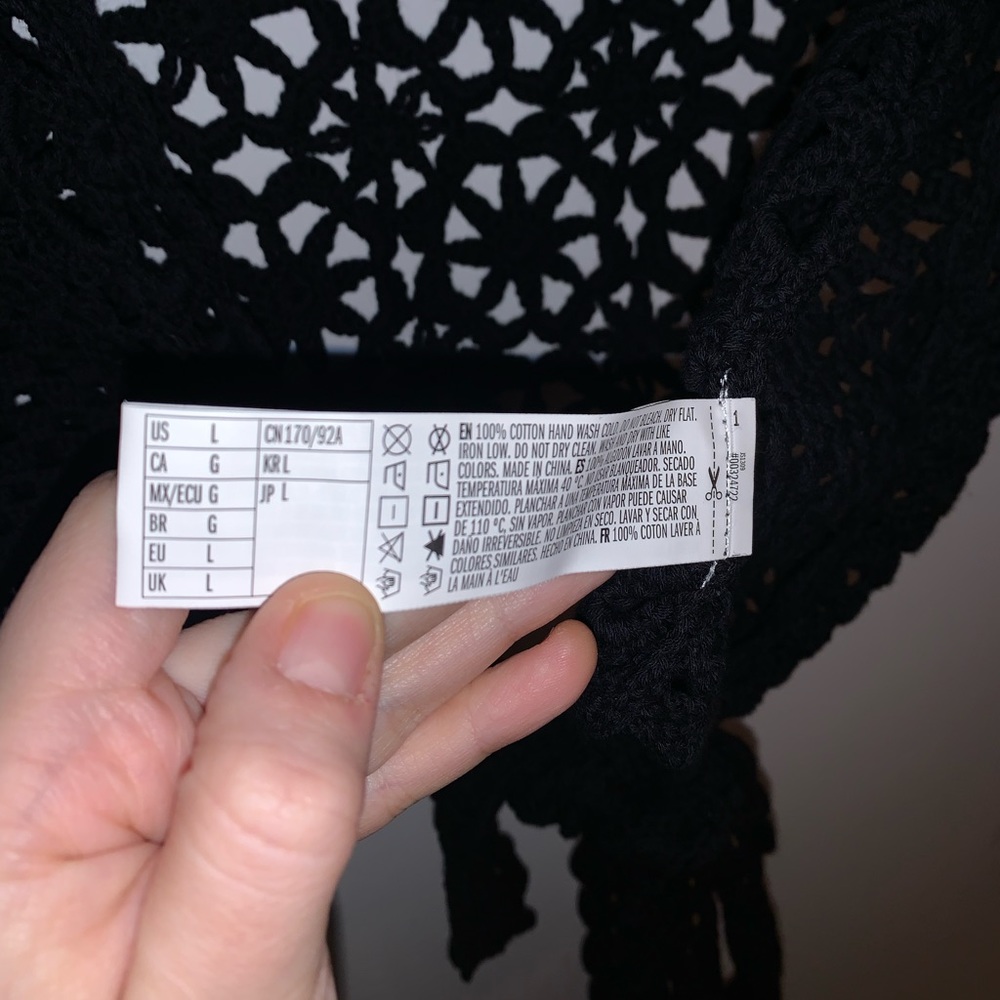 US L CN 170/92A
CA G KR L
MX/ECU G JP L
BR G
EU L
UK L
EN 100% COTTON HAND WASH COLD. DO NOT BLEACH. DRY FLAT.
IRON LOW. DO NOT DRY CLEAN. WASH AND DRY WITH LIKE
COLORS. MADE IN CHINA. ES 100% ALGODÓN LAVAR A MANO.
TEMPERATURA MAXIMA 40 °C. NO USAR BLANQUEADOR. SECADO
EXTENDIDO. PLANCHAR A UNA TEMPERATURA MÁXIMA DE LA BASE
DE 110 °C, SIN VAPOR. PLANCHAR CON VAPOR PUEDE CAUSAR
DAÑO IRREVERSIBLE. NO LIMPIEZA EN SECO. LAVAR Y SECAR CON
COLORES SIMILARES. HECHO EN CHINA. FR 100% COTON LAVER À
LA MAIN À L'EAU
1
#00324722